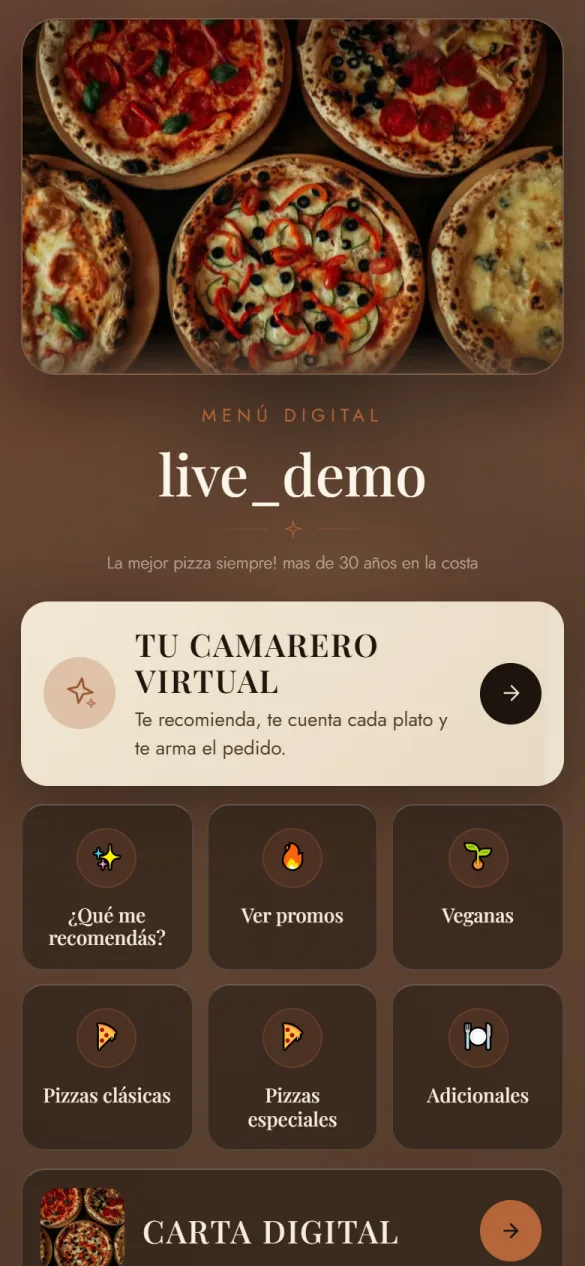 MENÚ DIGITAL
live_demo
La mejor pizza siempre! mas de 30 años en la costa
TU CAMARERO
VIRTUAL
Te recomienda, te cuenta cada plato y
te arma el pedido.
¿Qué me
recomendás?
Ver promos
Veganas
Pizzas clásicas
Pizzas
especiales
Adicionales
CARTA DIGITAL